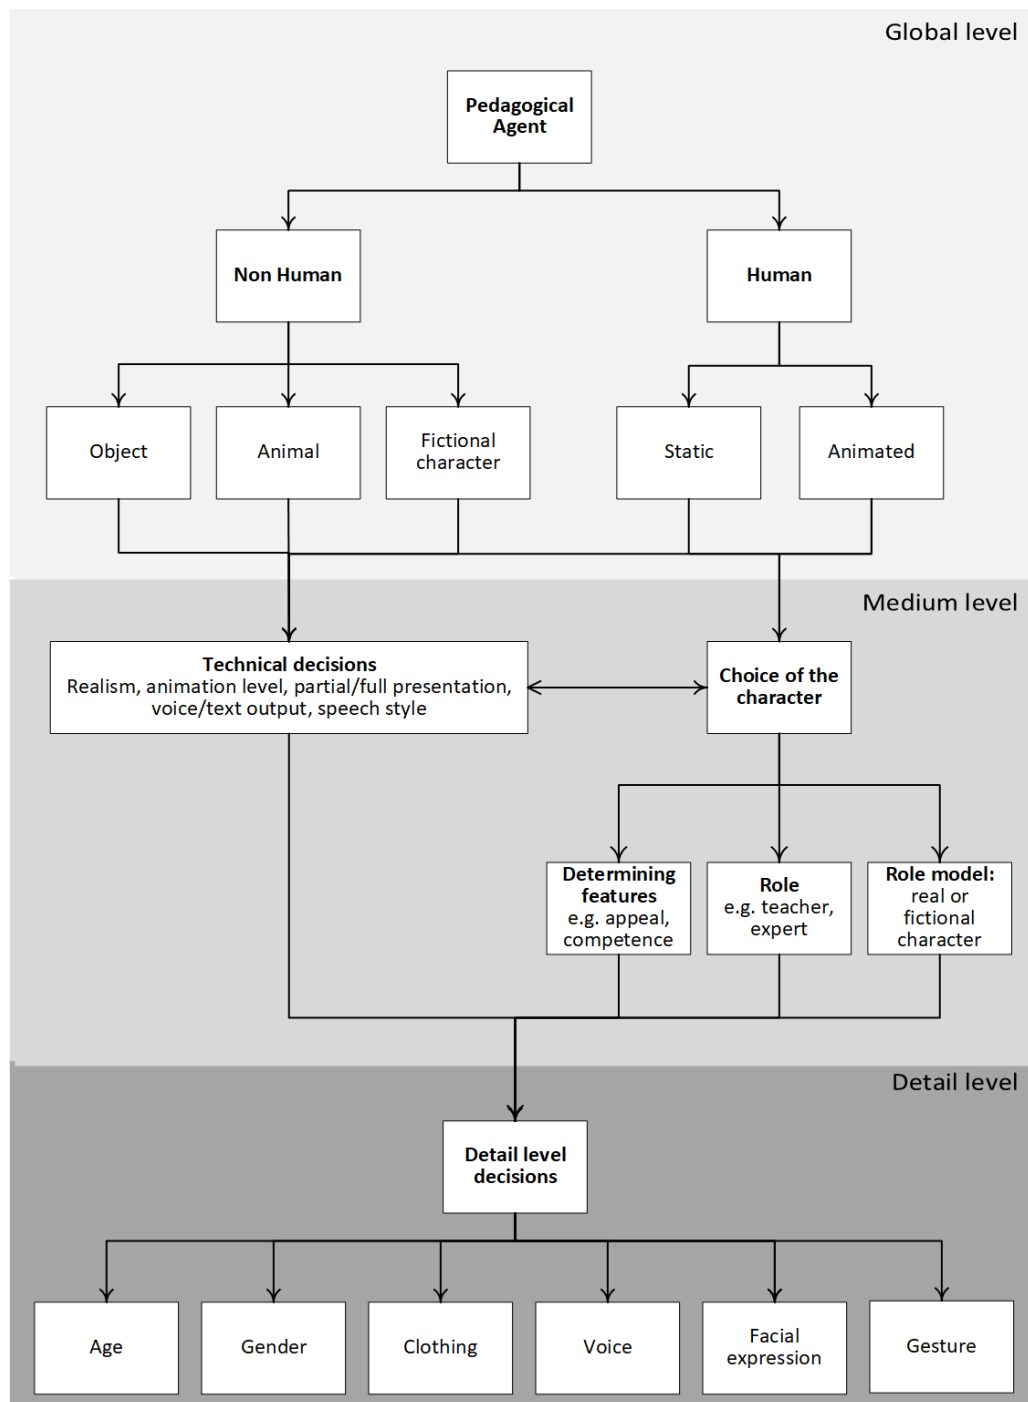 Global level
Pedagogical
Agent
Non Human
Human
Object
Animal
Fictional
character
Static
Animated
Medium level
Technical decisions
Realism, animation level, partial/full presentation,
voice/text output, speech style
Choice of the
character
Determining
features
e.g. appeal,
competence
Role
e.g. teacher,
expert
Role model:
real or
fictional
character
Detail level
Detail level
decisions
Age
Gender
Clothing
Voice
Facial
expression
Gesture